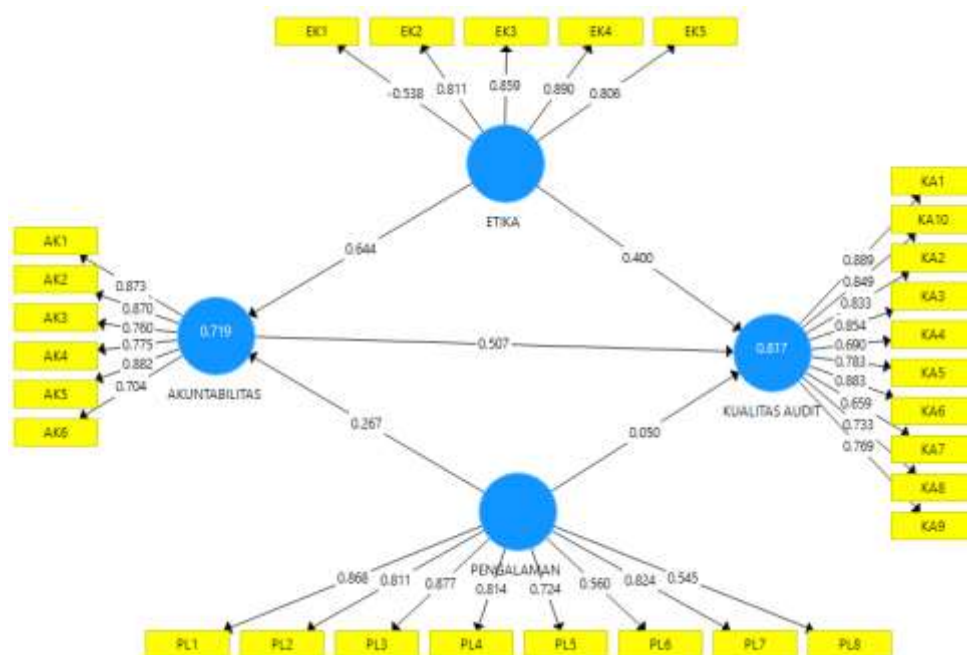 EK1 EK2 EK3 EK4 EK5
-0.538 0.811 0.859 0.890 0.806
ETIKA
0.644 0.400
AK1
AK2
AK3
AK4
AK5
AK6
0.873
0.870
0.760
0.775
0.882
0.704
0.719
AKUNTABILITAS
0.507
0.817
KUALITAS AUDIT
0.889
0.849
0.833
0.854
0.690
0.783
0.883
0.659
0.733
0.769
KA1
KA10
KA2
KA3
KA4
KA5
KA6
KA7
KA8
KA9
0.267 0.050
PENGALAMAN
0.868 0.811 0.877 0.814 0.724 0.560 0.824 0.545
PL1 PL2 PL3 PL4 PL5 PL6 PL7 PL8